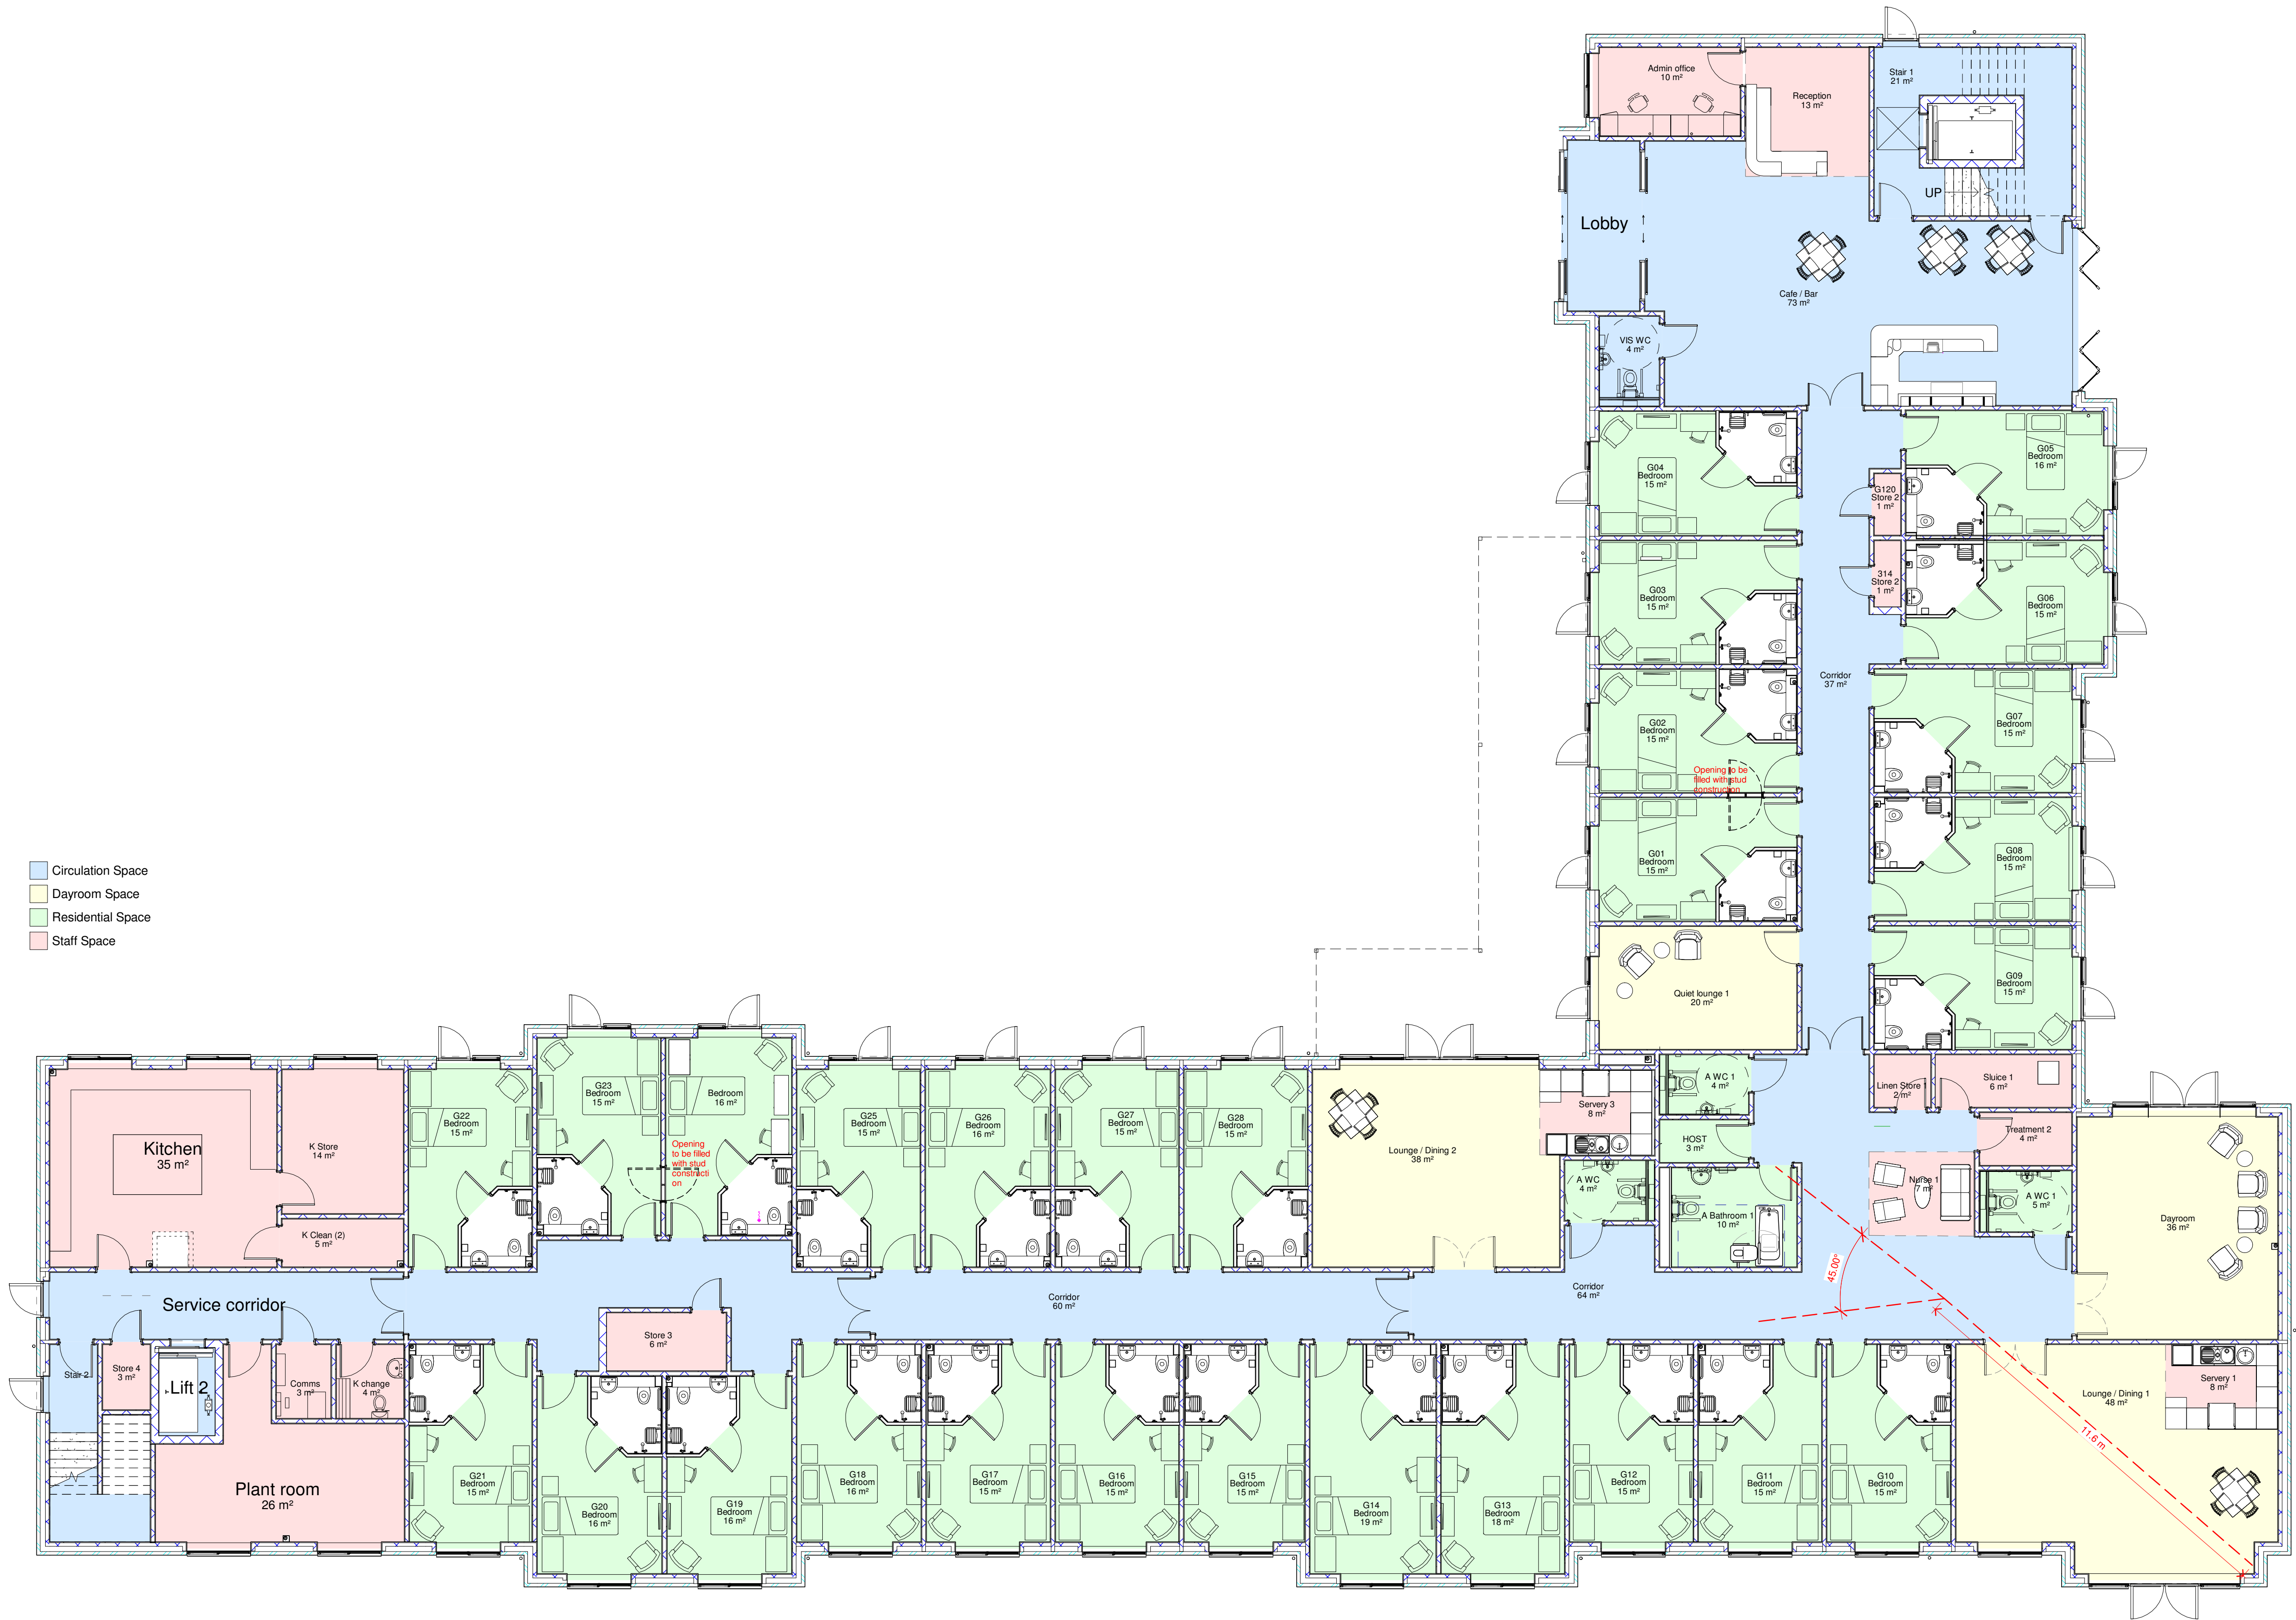 Admin office
10 m²
Reception
13 m²
Stair 1
21 m²
UP
Lobby
Cafe / Bar
73 m²
VIS WC
4 m²
G04
Bedroom
15 m²
G05
Bedroom
16 m²
G120
Store 2
1 m²
314
Store 2
1 m²
G03
Bedroom
15 m²
G06
Bedroom
15 m²
Corridor
37 m²
G02
Bedroom
15 m²
G07
Bedroom
15 m²
Opening to be
filled with stud
construction
G01
Bedroom
15 m²
G08
Bedroom
15 m²
Circulation Space
Dayroom Space
Residential Space
Staff Space
Quiet lounge 1
20 m²
G09
Bedroom
15 m²
Kitchen
35 m²
K Store
14 m²
K Clean (2)
5 m²
G22
Bedroom
15 m²
G23
Bedroom
15 m²
Bedroom
16 m²
Opening
to be filled
with stud
constructi
on
G25
Bedroom
15 m²
G26
Bedroom
16 m²
G27
Bedroom
15 m²
G28
Bedroom
15 m²
Lounge / Dining 2
38 m²
Servery 3
8 m²
A WC 1
4 m²
HOST
3 m²
A WC
4 m²
A Bathroom 1
10 m²
Linen Store 1
2 m²
Sluice 1
6 m²
Treatment 2
4 m²
Nurse 1
7 m²
A WC 1
5 m²
Dayroom
36 m²
45.00°
Service corridor
Corridor
60 m²
Corridor
64 m²
Store 3
6 m²
Stair 2
Store 4
3 m²
Lift 2
Comms
3 m²
K change
4 m²
Plant room
26 m²
G21
Bedroom
15 m²
G20
Bedroom
16 m²
G19
Bedroom
16 m²
G18
Bedroom
16 m²
G17
Bedroom
15 m²
G16
Bedroom
15 m²
G15
Bedroom
15 m²
G14
Bedroom
19 m²
G13
Bedroom
18 m²
G12
Bedroom
15 m²
G11
Bedroom
15 m²
G10
Bedroom
15 m²
Lounge / Dining 1
48 m²
Servery 1
8 m²
11.6 m